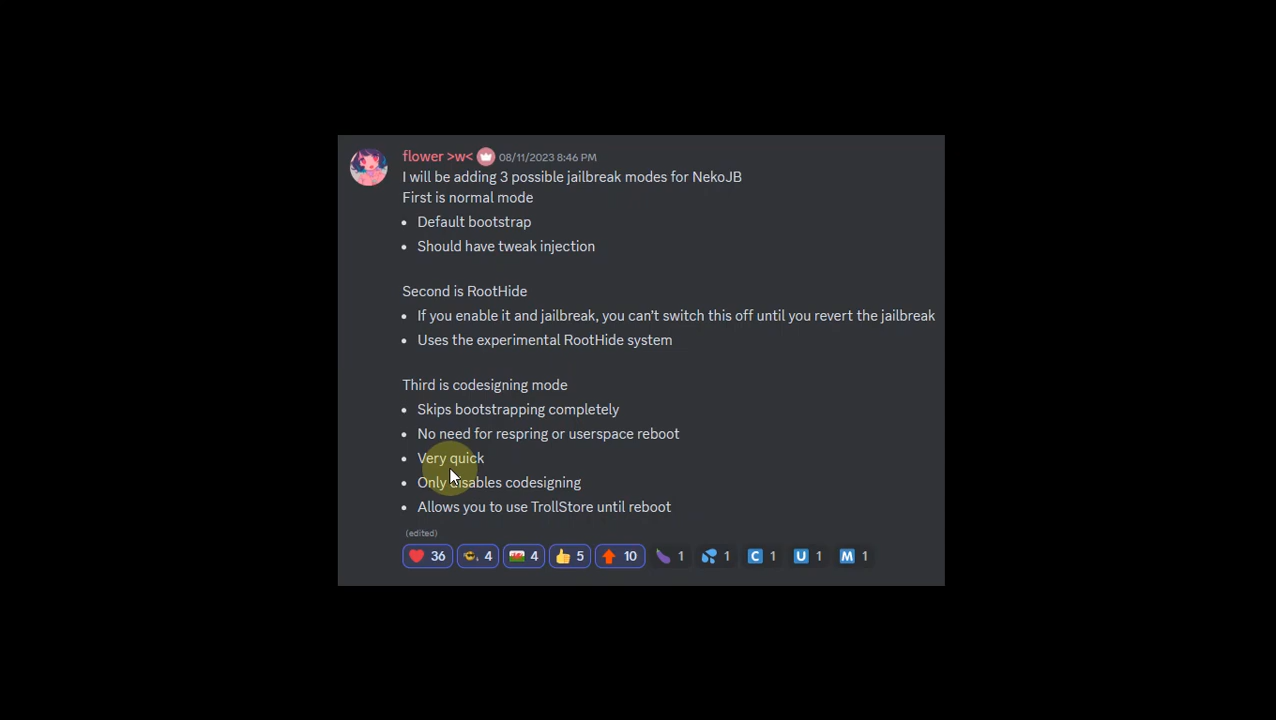 flower >w< 08/11/2023 8:46 PM
I will be adding 3 possible jailbreak modes for NekoJB
First is normal mode
• Default bootstrap
• Should have tweak injection
Second is RootHide
• If you enable it and jailbreak, you can't switch this off until you revert the jailbreak
• Uses the experimental RootHide system
Third is codesigning mode
• Skips bootstrapping completely
• No need for respring or userspace reboot
• Very quick
• Only disables codesigning
• Allows you to use TrollStore until reboot
(edited)
36 4 4 5 10 1 1 C 1 U 1 M 1